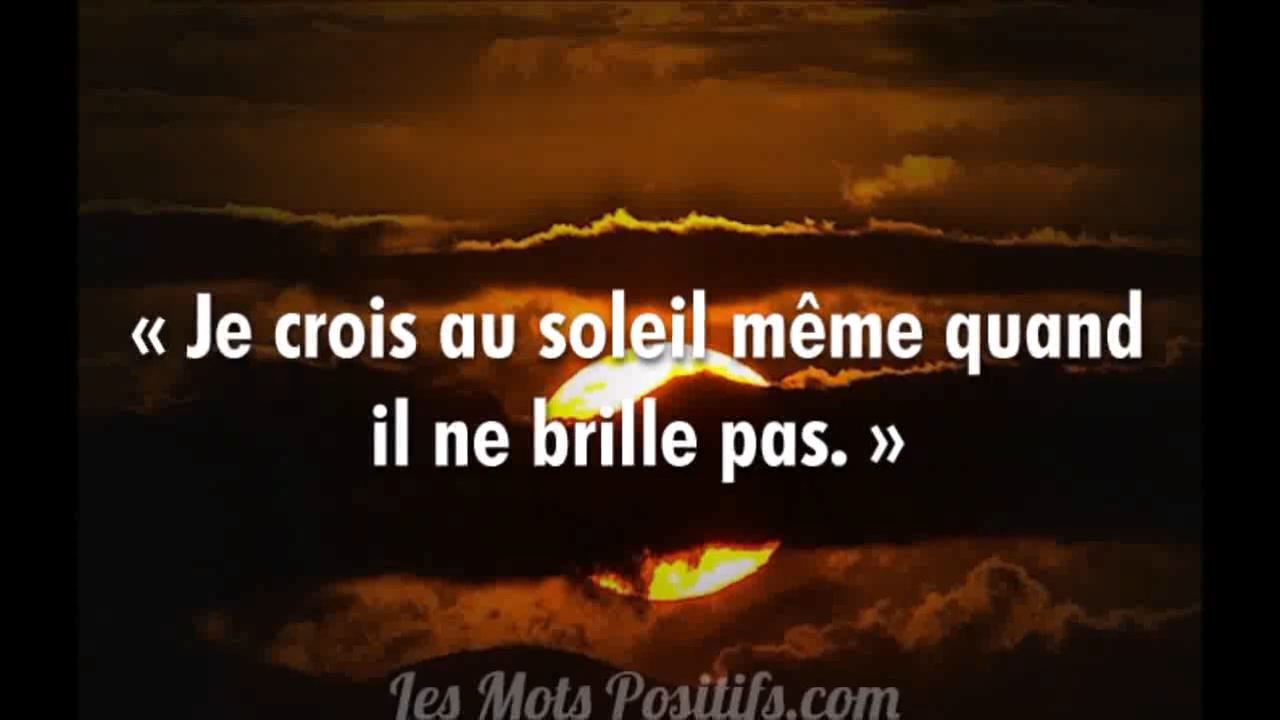 « Je crois au soleil même quand
il ne brille pas. »
Les Mots Positifs.com